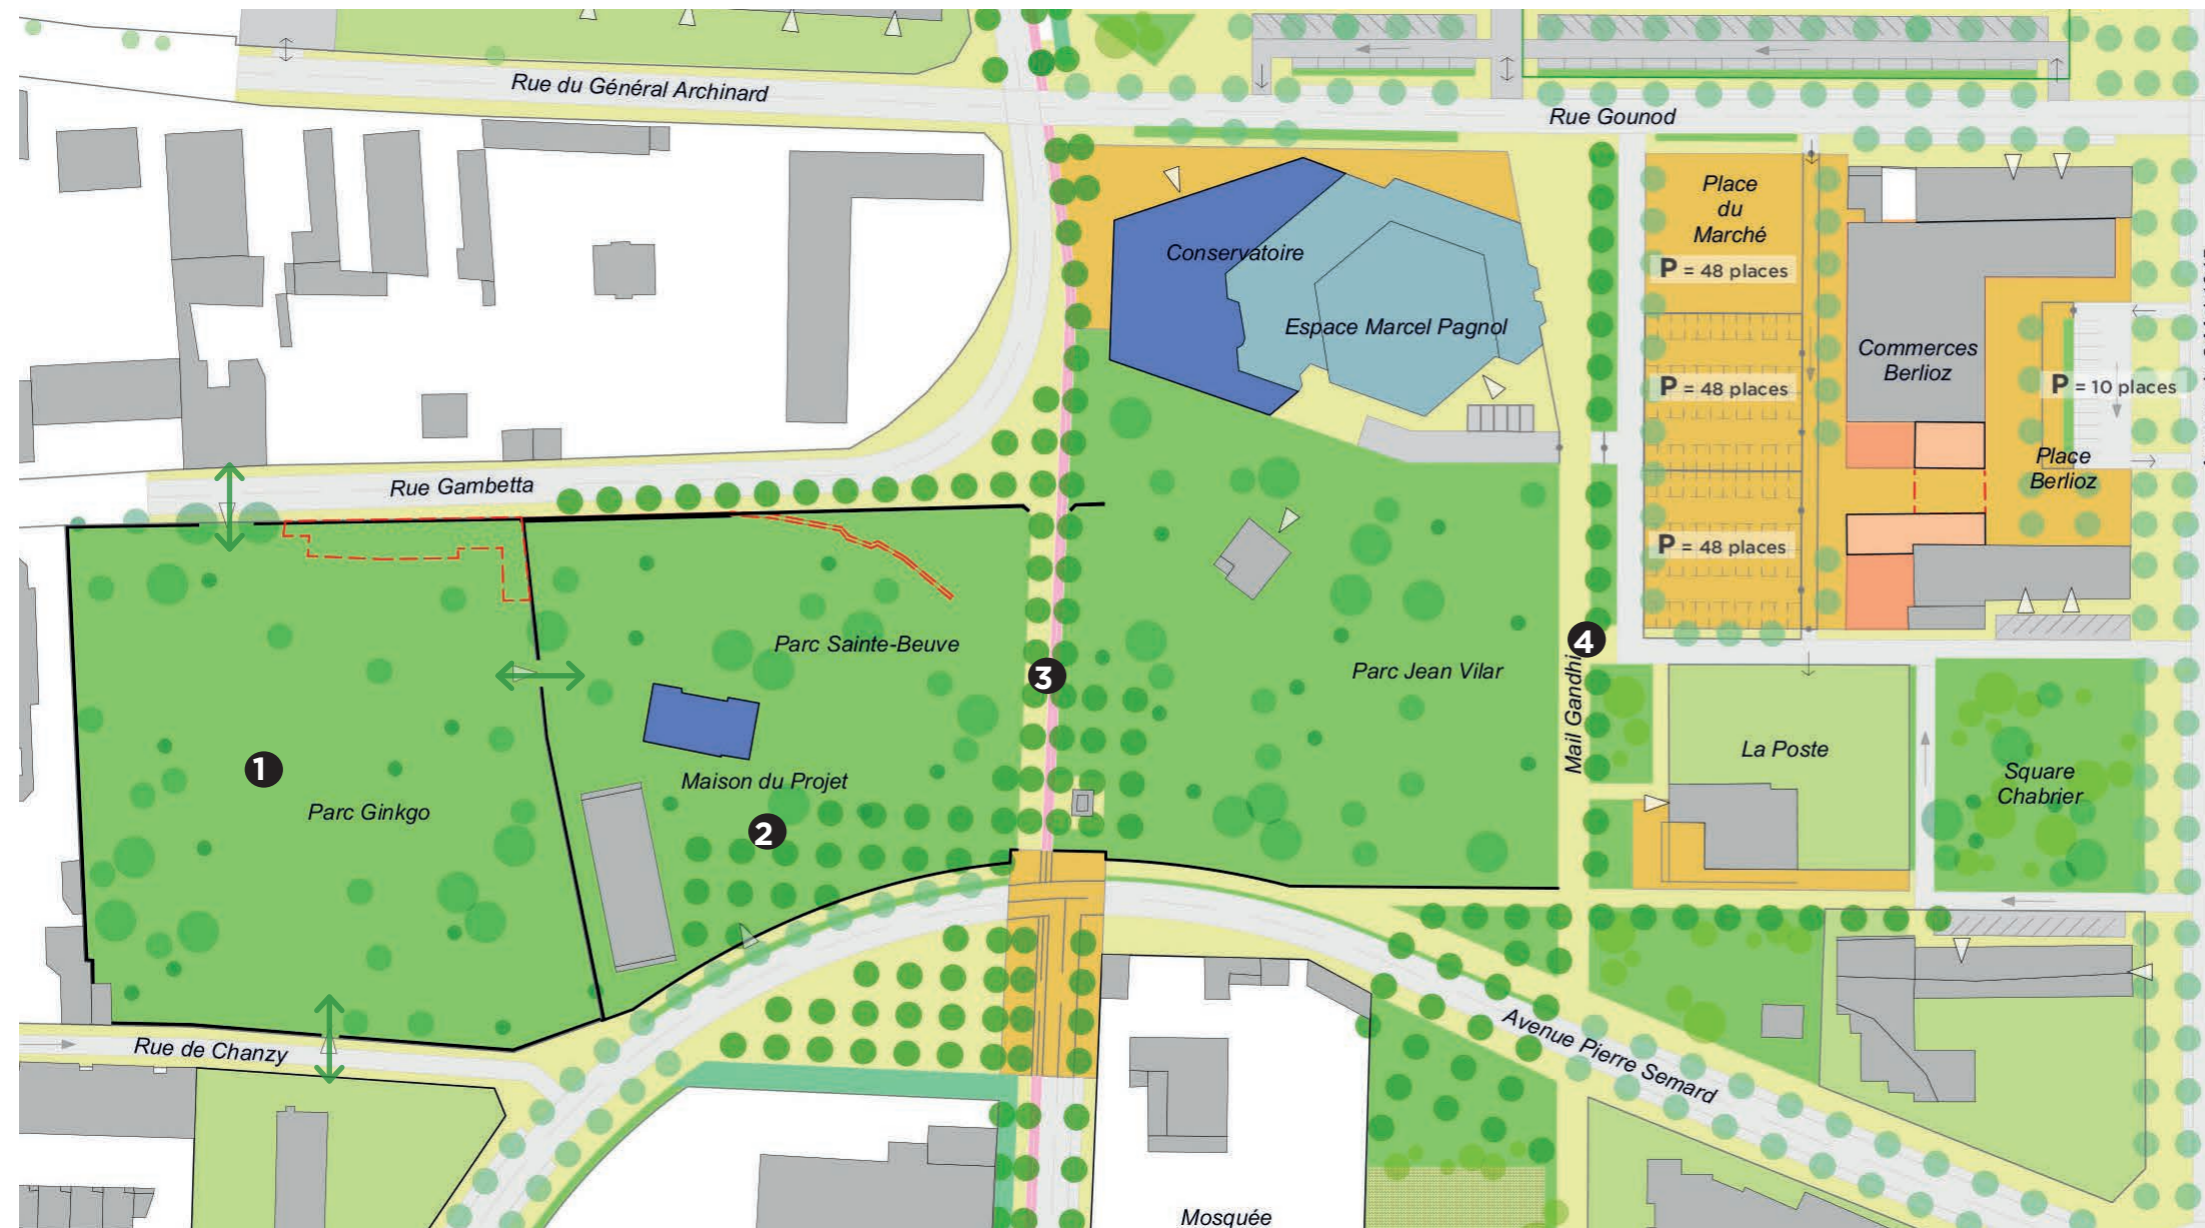 Rue du Général Archinard
Rue Gounod
Place
du
Marché
P = 48 places
Conservatoire
Espace Marcel Pagnol
Commerces
Berlioz
P = 48 places
P = 10 places
Place
Berlioz
Rue Gambetta
P = 48 places
Parc Sainte-Beuve
3
4
Parc Jean Vilar
Mail Gandhi
1
Parc Ginkgo
Maison du Projet
2
La Poste
Square
Chabrier
Rue de Chanzy
Avenue Pierre Semard
Mosquée